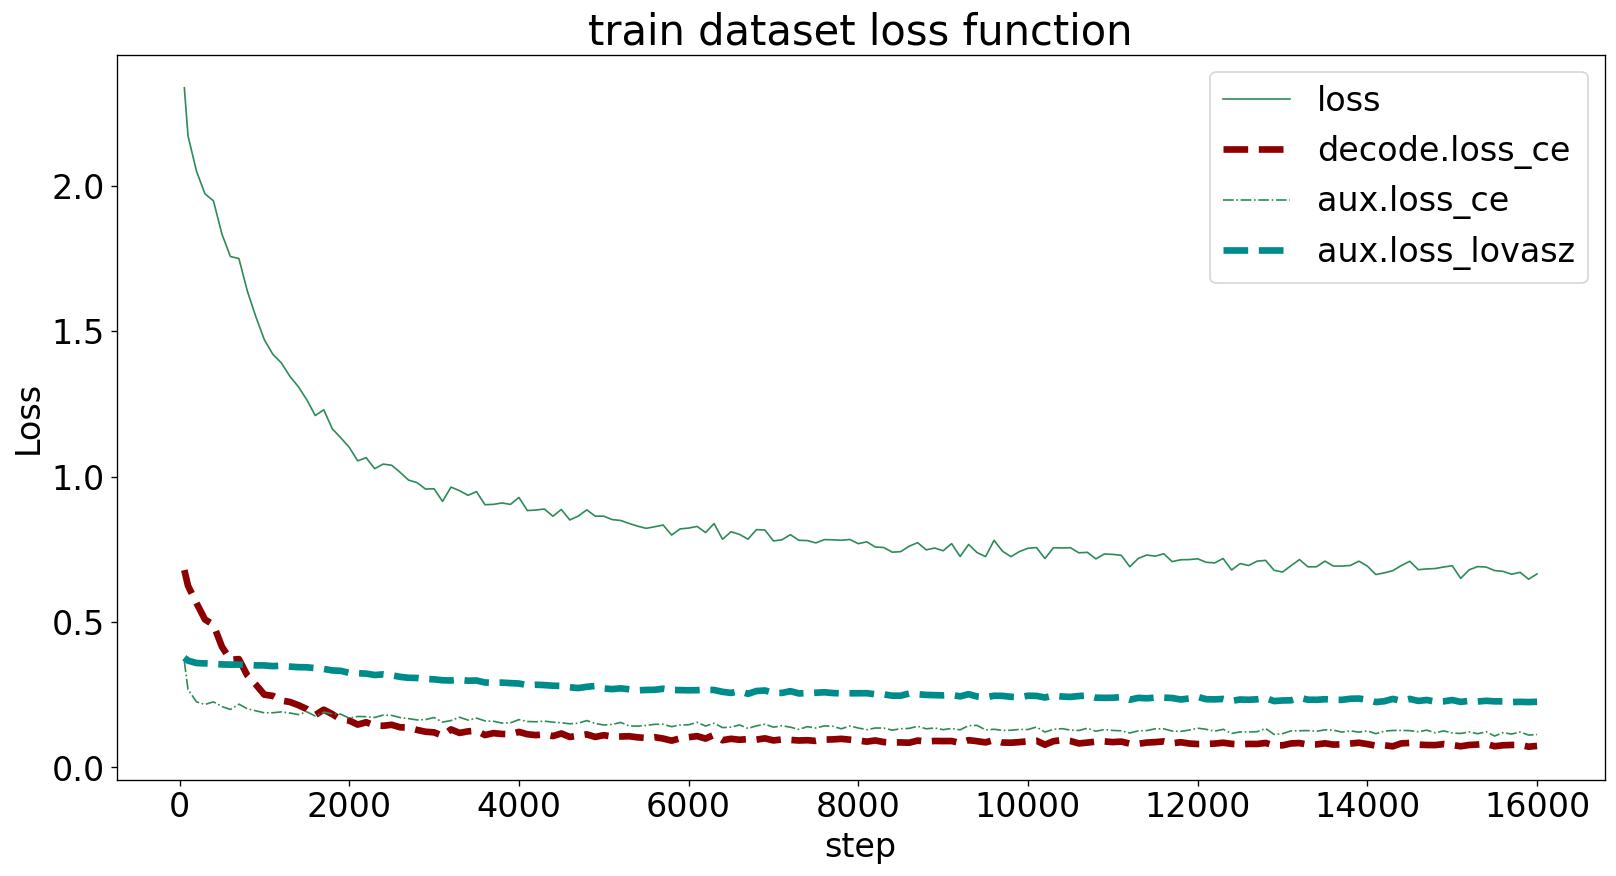 train dataset loss function
loss
decode.loss_ce
aux.loss_ce
aux.loss_lovasz
Loss
2.0
1.5
1.0
0.5
0.0
0 2000 4000 6000 8000 10000 12000 14000 16000
step